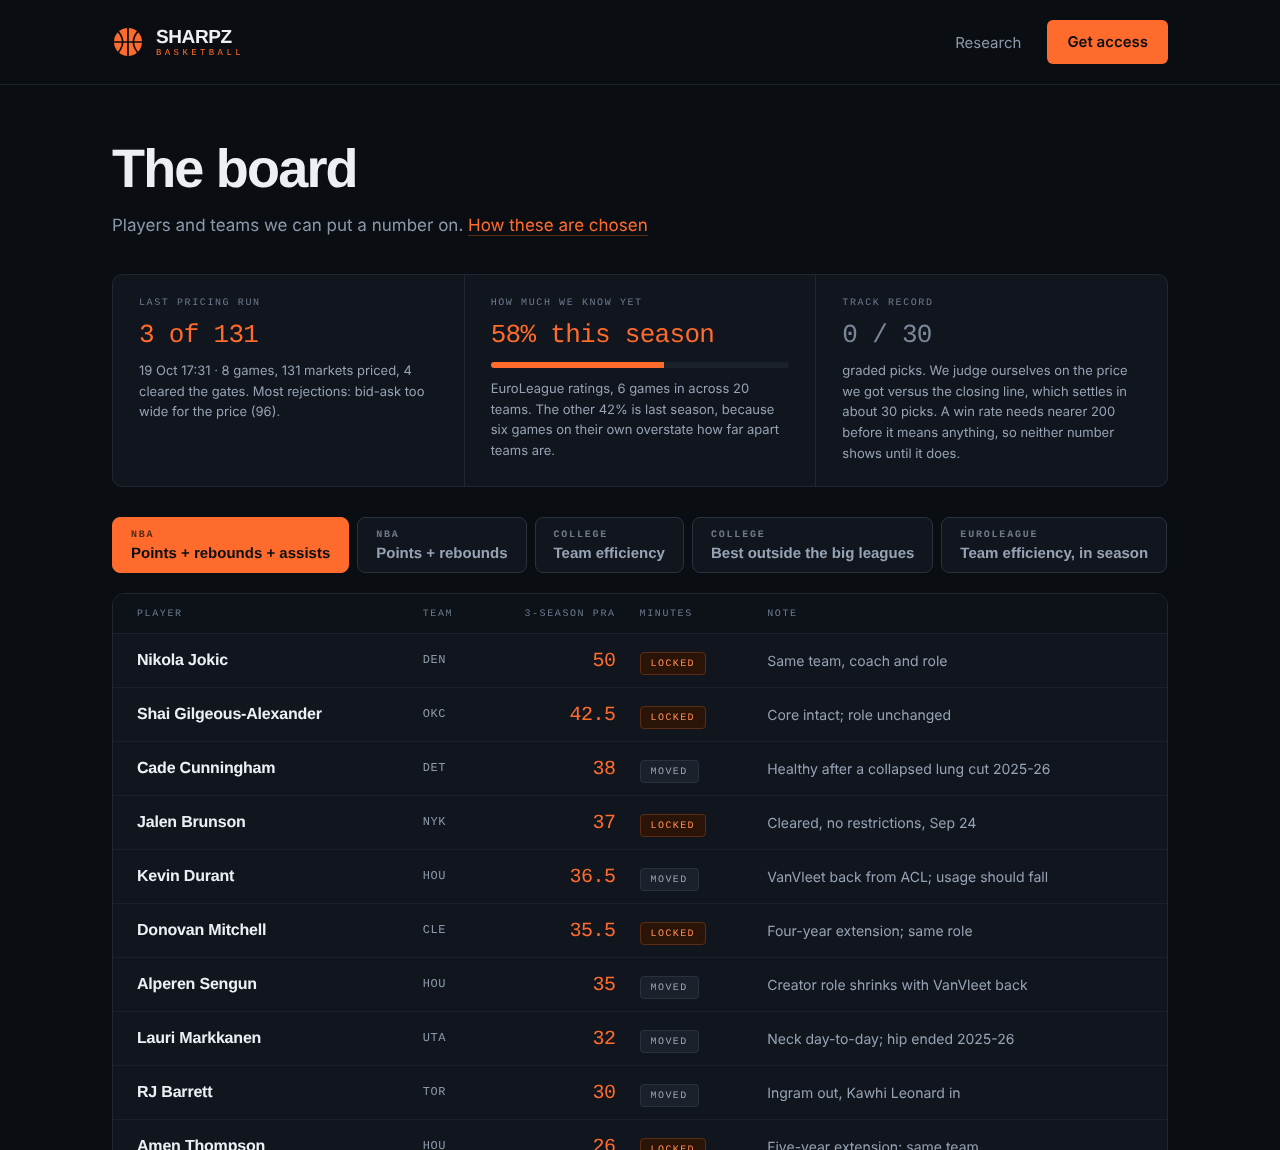 SHARPZ
BASKETBALL
Research
Get access
The board
Players and teams we can put a number on. How these are chosen
LAST PRICING RUN
3 of 131
19 Oct 17:31 · 8 games, 131 markets priced, 4
cleared the gates. Most rejections: bid-ask too
wide for the price (96).
HOW MUCH WE KNOW YET
58% this season
EuroLeague ratings, 6 games in across 20
teams. The other 42% is last season, because
six games on their own overstate how far apart
teams are.
TRACK RECORD
0 / 30
graded picks. We judge ourselves on the price
we got versus the closing line, which settles in
about 30 picks. A win rate needs nearer 200
before it means anything, so neither number
shows until it does.
NBA
Points + rebounds + assists
NBA
Points + rebounds
COLLEGE
Team efficiency
COLLEGE
Best outside the big leagues
EUROLEAGUE
Team efficiency, in season
PLAYER TEAM 3-SEASON PRA MINUTES NOTE
Nikola Jokic DEN 50 LOCKED Same team, coach and role
Shai Gilgeous-Alexander OKC 42.5 LOCKED Core intact; role unchanged
Cade Cunningham DET 38 MOVED Healthy after a collapsed lung cut 2025-26
Jalen Brunson NYK 37 LOCKED Cleared, no restrictions, Sep 24
Kevin Durant HOU 36.5 MOVED VanVleet back from ACL; usage should fall
Donovan Mitchell CLE 35.5 LOCKED Four-year extension; same role
Alperen Sengun HOU 35 MOVED Creator role shrinks with VanVleet back
Lauri Markkanen UTA 32 MOVED Neck day-to-day; hip ended 2025-26
RJ Barrett TOR 30 MOVED Ingram out, Kawhi Leonard in
Amen Thompson HOU 26 LOCKED Five-year extension; same team